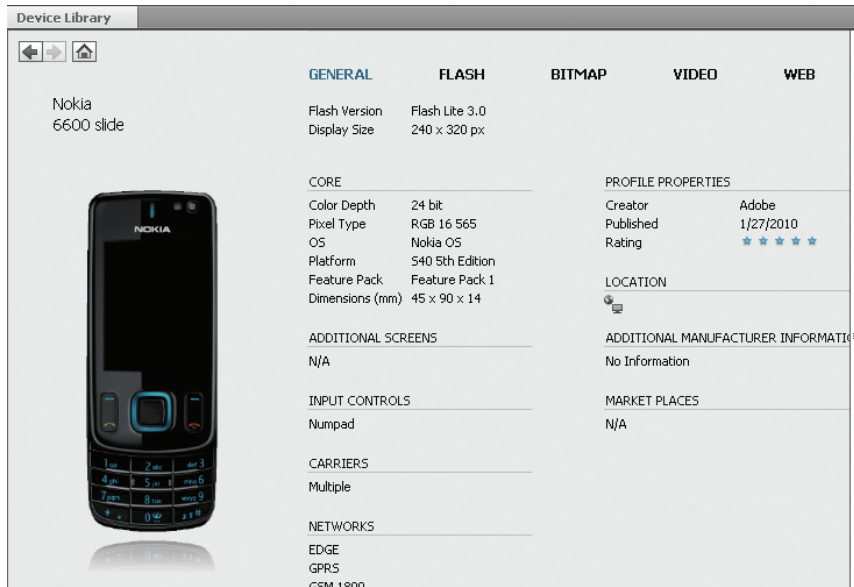 Device Library
Nokia
6600 slide
NOKIA
GENERAL FLASH BITMAP VIDEO WEB
Flash Version Flash Lite 3.0
Display Size 240 x 320 px
CORE
Color Depth 24 bit
Pixel Type RGB 16 565
OS Nokia OS
Platform S40 5th Edition
Feature Pack Feature Pack 1
Dimensions (mm) 45 x 90 x 14
ADDITIONAL SCREENS
N/A
INPUT CONTROLS
Numpad
CARRIERS
Multiple
NETWORKS
EDGE
GPRS
GSM 1800
PROFILE PROPERTIES
Creator Adobe
Published 1/27/2010
Rating
LOCATION
ADDITIONAL MANUFACTURER INFORMATIO
No Information
MARKET PLACES
N/A